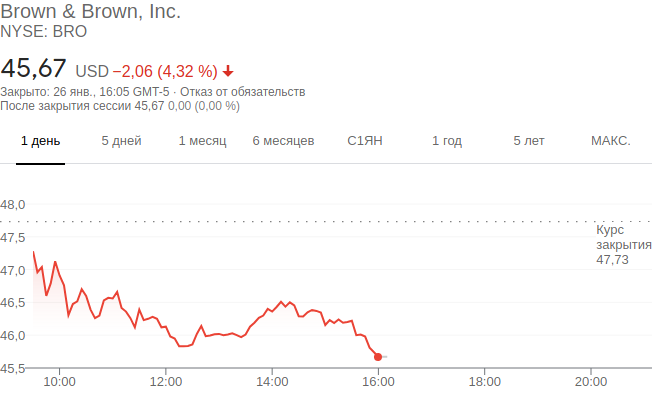 Brown & Brown, Inc.
NYSE: BRO
45,67 USD −2,06 (4,32 %)
Закрыто: 26 янв., 16:05 GMT-5 · Отказ от обязательств
После закрытия сессии 45,67 0,00 (0,00 %)
1 день 5 дней 1 месяц 6 месяцев С1ЯН 1 год 5 лет МАКС.
48,0
47,5
47,0
46,5
46,0
45,5
Курс
закрытия
47,73
10:00 12:00 14:00 16:00 18:00 20:00